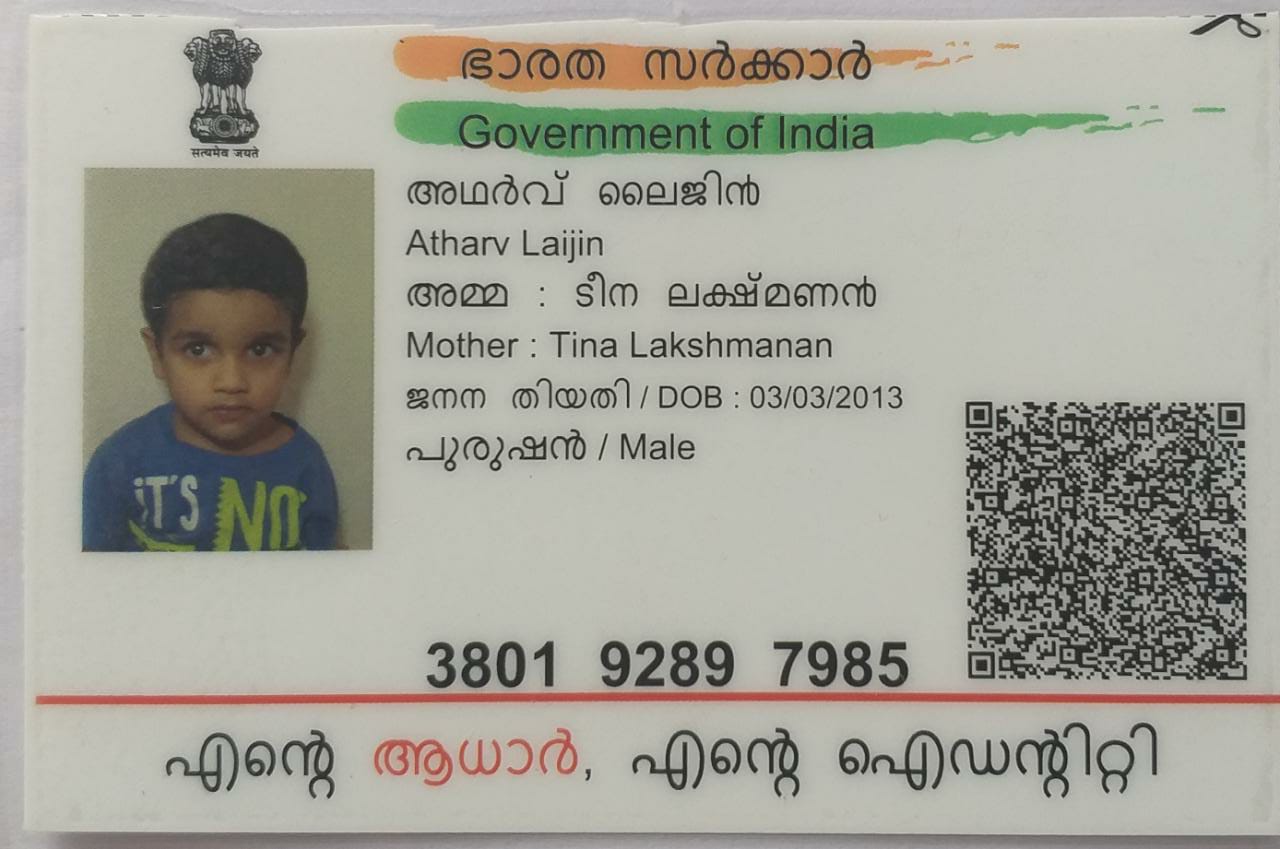 ഭാരത സർക്കാർ
Government of India
सत्यमेव जयते
അഥർവ് ലൈജിൻ
Atharv Laijin
അമ്മ : ടീന ലക്ഷ്മണൻ
Mother : Tina Lakshmanan
ജനന തിയതി / DOB : 03/03/2013
പുരുഷൻ / Male
IT'S NO
3801 9289 7985
എന്റെ ആധാർ, എന്റെ ഐഡന്റിറ്റി